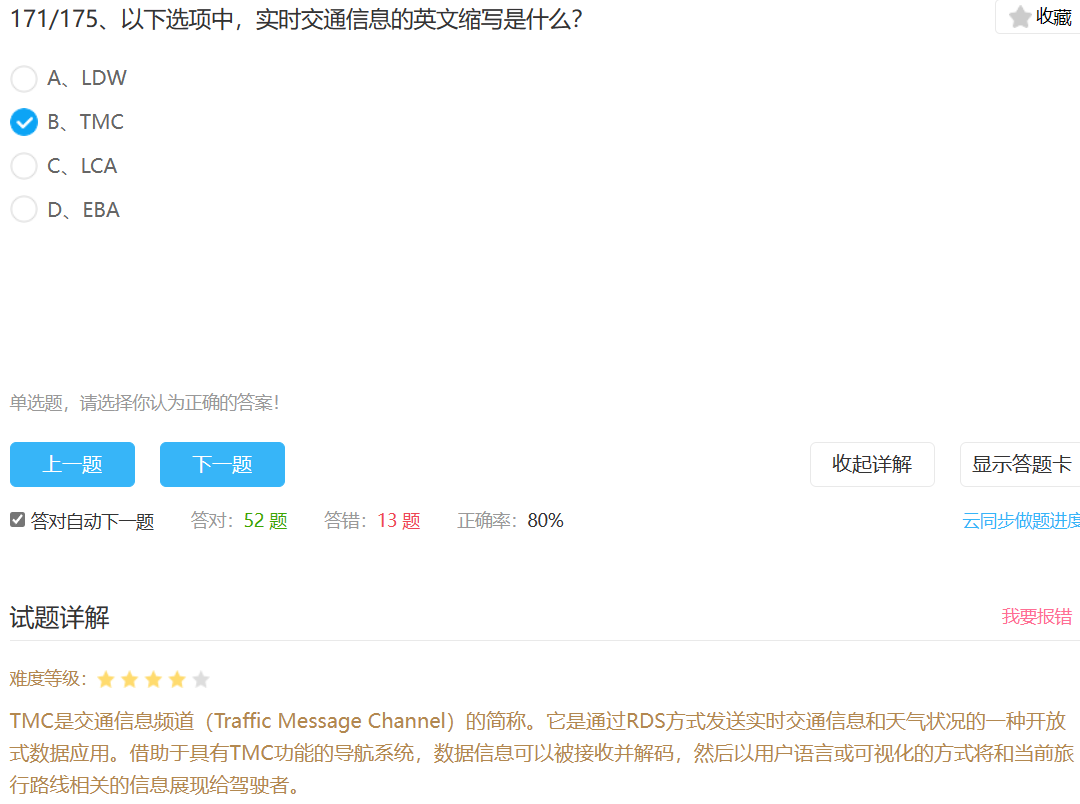 171/175、以下选项中，实时交通信息的英文缩写是什么？
收藏
A、LDW
B、TMC
C、LCA
D、EBA
单选题，请选择你认为正确的答案！
上一题
下一题
收起详解
显示答题卡
答对自动下一题 答对：52 题 答错：13 题 正确率：80%
云同步做题进度
试题详解
我要报错
难度等级：
TMC是交通信息频道（Traffic Message Channel）的简称。它是通过RDS方式发送实时交通信息和天气状况的一种开放
式数据应用。借助于具有TMC功能的导航系统，数据信息可以被接收并解码，然后以用户语言或可视化的方式将和当前旅
行路线相关的信息展现给驾驶者。